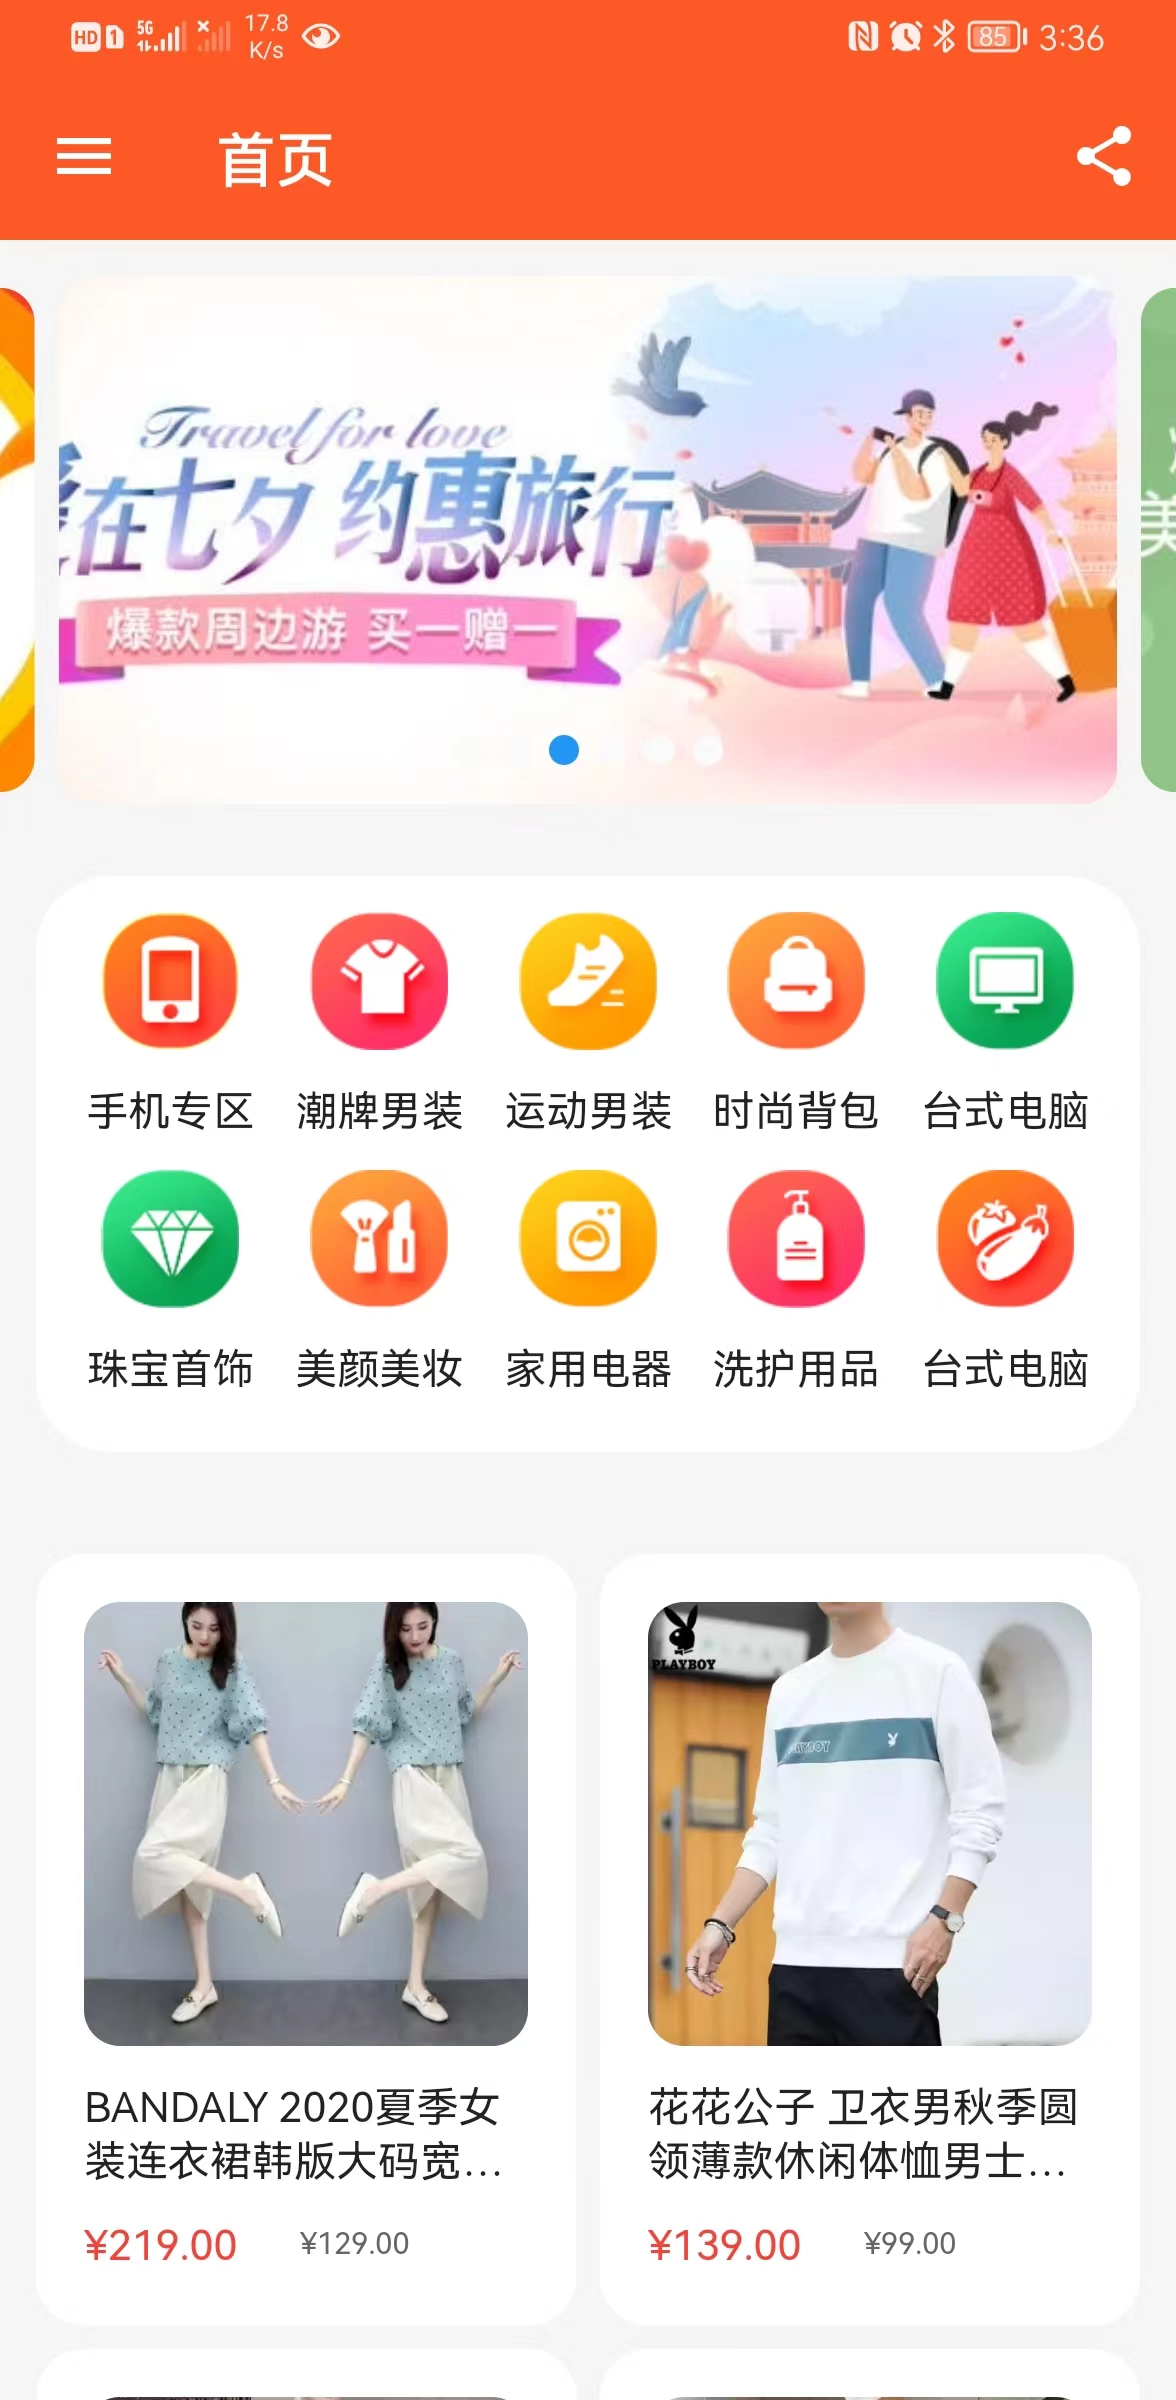 HD 1 5G 17.8 K/s
85 3:36
首页
Travel for love
在七夕 约惠旅行
爆款周边游 买一赠一
美
手机专区 潮牌男装 运动男装 时尚背包 台式电脑
珠宝首饰 美颜美妆 家用电器 洗护用品 台式电脑
PLAYBOY
BANDALY 2020夏季女
装连衣裙韩版大码宽...
¥219.00 ¥129.00
花花公子 卫衣男秋季圆
领薄款休闲体恤男士...
¥139.00 ¥99.00